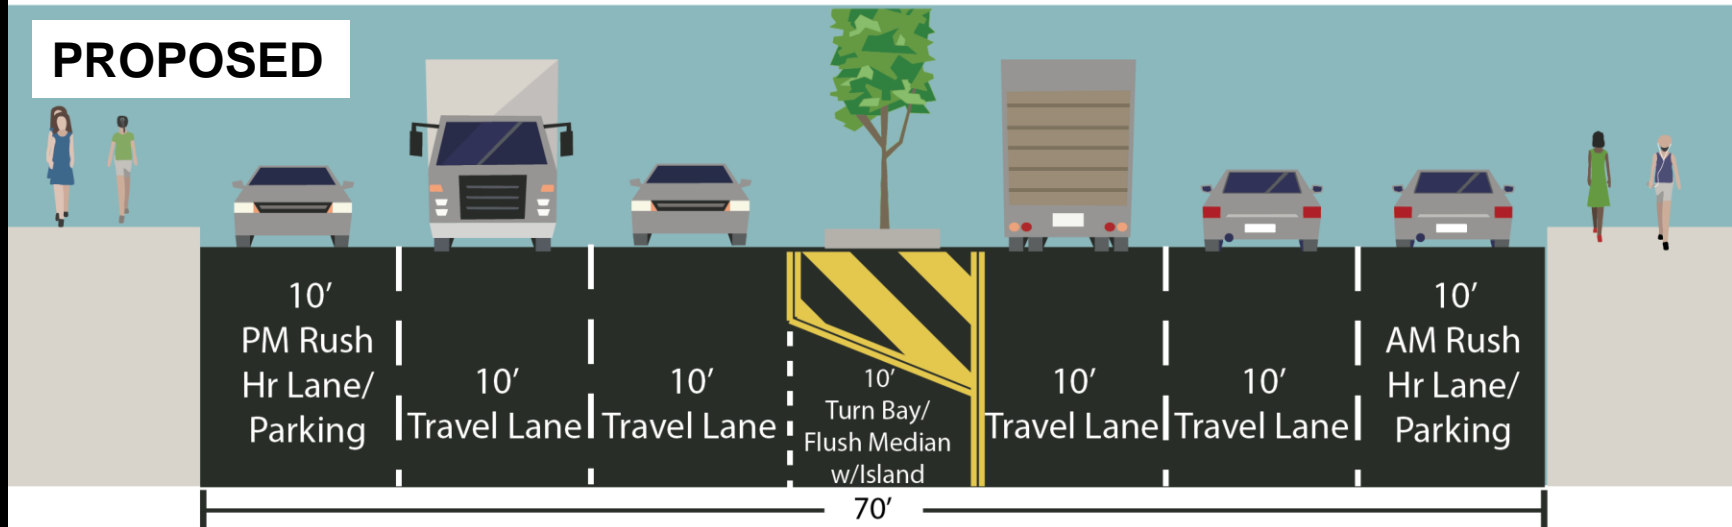 PROPOSED
10′
PM Rush
Hr Lane/
Parking
10′
Travel Lane
10′
Travel Lane
10′
Turn Bay/
Flush Median
w/Island
10′
Travel Lane
10′
Travel Lane
10′
AM Rush
Hr Lane/
Parking
70′